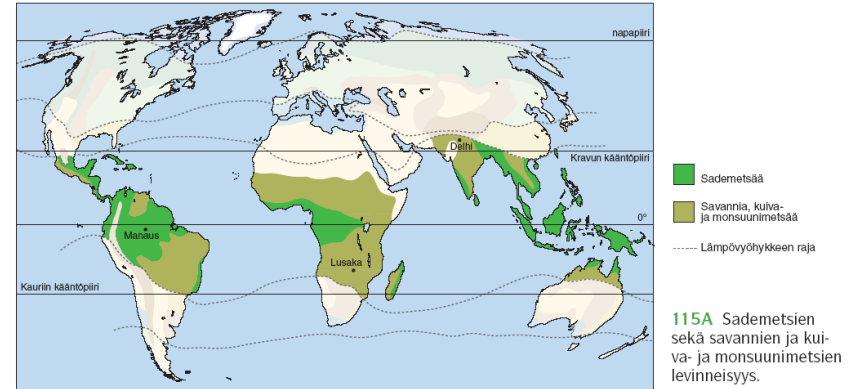 napapiiri
Delhi
Kravun kääntöpiiri
0°
Manaus
Lusaka
Kauriin kääntöpiiri
Sademetsää
Savannia, kuiva-
ja monsuunimetsää
Lämpövyöhykkeen raja
115A Sademetsien
sekä savannien ja kui-
va- ja monsuunimetsien
levinneisyys.